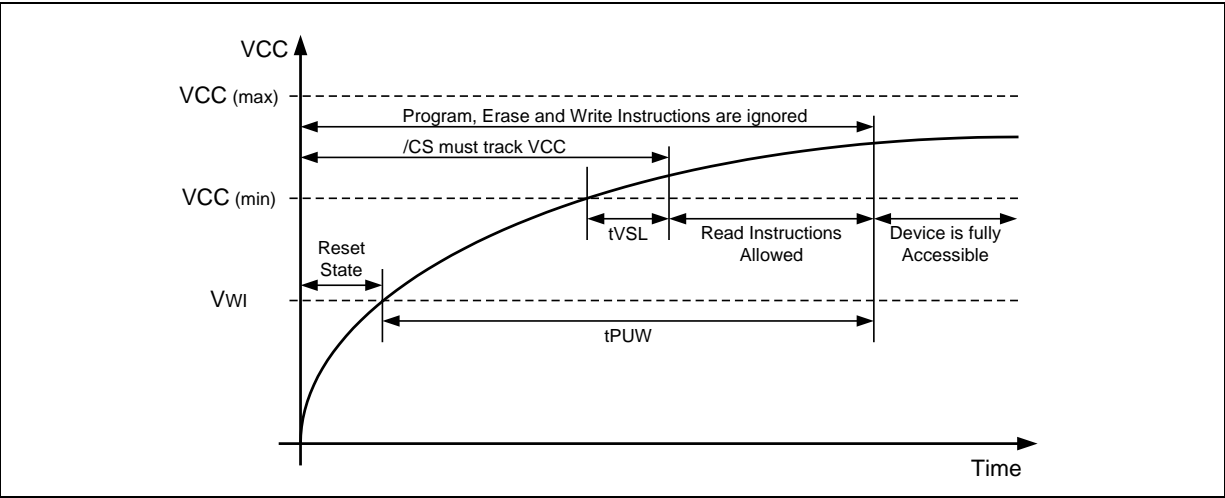 VCC
VCC (max)
Program, Erase and Write Instructions are ignored
/CS must track VCC
VCC (min)
tVSL
Read Instructions
Allowed
Device is fully
Accessible
Reset
State
VWI
tPUW
Time